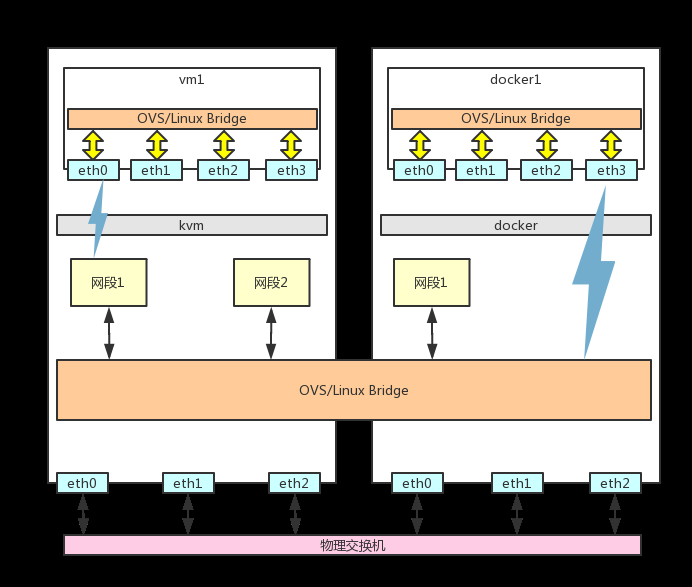 vm1
docker1
OVS/Linux Bridge
OVS/Linux Bridge
eth0 eth1 eth2 eth3
eth0 eth1 eth2 eth3
kvm
docker
网段1
网段2
网段1
OVS/Linux Bridge
eth0 eth1 eth2
eth0 eth1 eth2
物理交换机